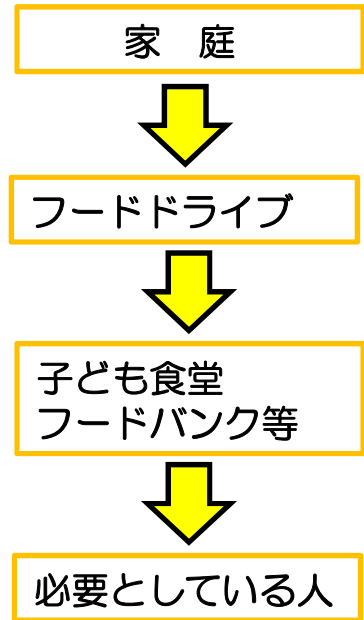 家　庭
フードドライブ
子ども食堂
フードバンク等
必要としている人